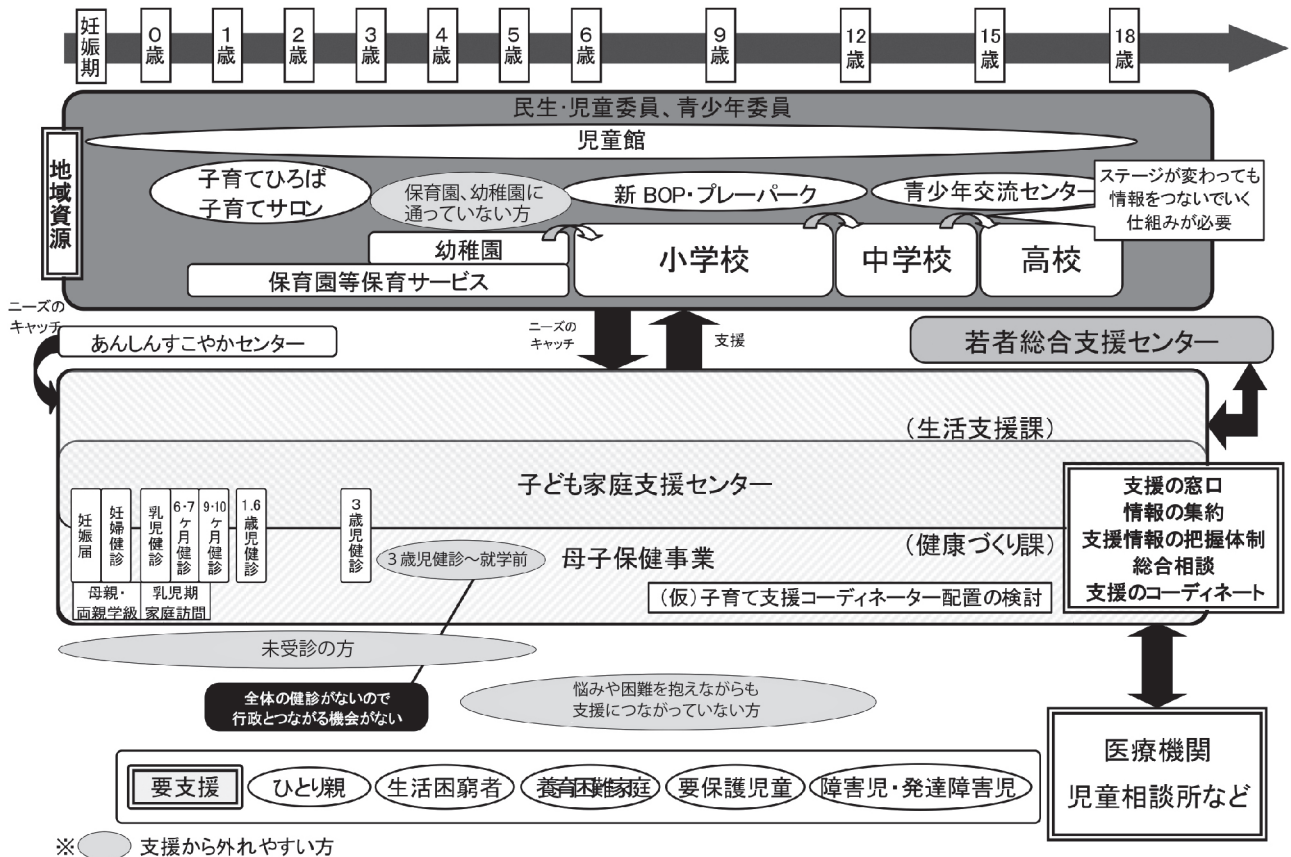 妊娠期
0歳
1歳
2歳
3歳
4歳
5歳
6歳
9歳
12歳
15歳
18歳
民生・児童委員、青少年委員
児童館
地域資源
子育てひろば
子育てサロン
保育園、幼稚園に
通っていない方
新BOP・プレーパーク
青少年交流センター
ステージが変わっても
情報をつないでいく
仕組みが必要
幼稚園
保育園等保育サービス
小学校
中学校
高校
ニーズの
キャッチ
あんしんすこやかセンター
ニーズの
キャッチ
支援
若者総合支援センター
(生活支援課)
子ども家庭支援センター
妊娠届
妊婦健診
乳児健診
6・7ヶ月健診
9・10ヶ月健診
1.6歳児健診
3歳児健診
母親・
両親学級
乳児期
家庭訪問
3歳児健診～就学前
母子保健事業
(健康づくり課)
(仮)子育て支援コーディネーター配置の検討
支援の窓口
情報の集約
支援情報の把握体制
総合相談
支援のコーディネート
未受診の方
全体の健診がないので
行政とつながる機会がない
悩みや困難を抱えながらも
支援につながっていない方
医療機関
児童相談所など
要支援
ひとり親
生活困窮者
養育困難家庭
要保護児童
障害児・発達障害児
※ 支援から外れやすい方